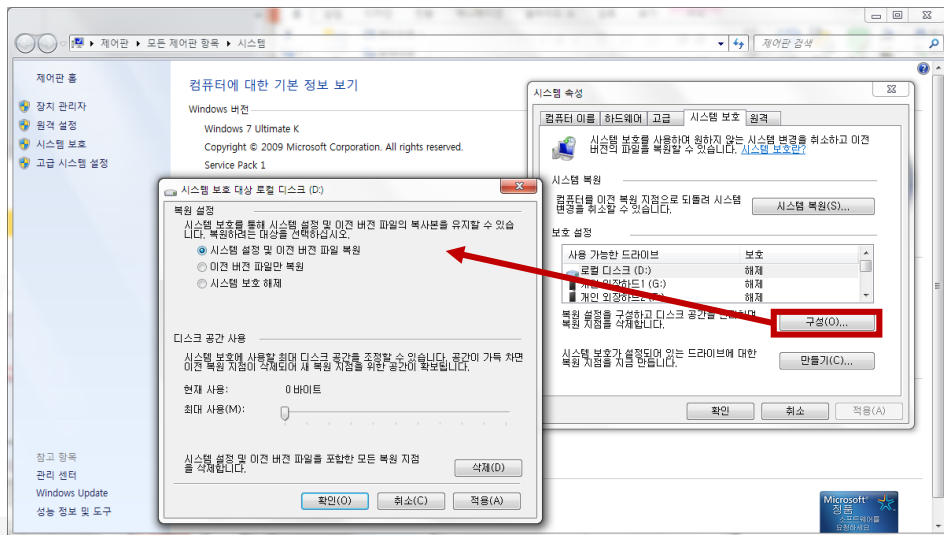 제어판 ▸ 모든 제어판 항목 ▸ 시스템
제어판 검색
제어판 홈
장치 관리자
원격 설정
시스템 보호
고급 시스템 설정
참고 항목
관리 센터
Windows Update
성능 정보 및 도구
컴퓨터에 대한 기본 정보 보기
Windows 버전
Windows 7 Ultimate K
Copyright © 2009 Microsoft Corporation. All rights reserved.
Service Pack 1
시스템 보호 대상 로컬 디스크 (D:)
복원 설정
시스템 보호를 통해 시스템 설정 및 이전 버전 파일의 복사본을 유지할 수 있습
니다. 복원하려는 대상을 선택하십시오.
시스템 설정 및 이전 버전 파일 복원
이전 버전 파일만 복원
시스템 보호 해제
디스크 공간 사용
시스템 보호에 사용할 최대 디스크 공간을 조정할 수 있습니다. 공간이 가득 차면
이전 복원 지점이 삭제되어 새 복원 지점을 위한 공간이 확보됩니다.
현재 사용: 0 바이트
최대 사용(M):
시스템 설정 및 이전 버전 파일을 포함한 모든 복원 지점
을 삭제합니다.
삭제(D)
확인(O) 취소(C) 적용(A)
시스템 속성
컴퓨터 이름 하드웨어 고급 시스템 보호 원격
시스템 보호를 사용하여 원하지 않는 시스템 변경을 취소하고 이전
버전의 파일을 복원할 수 있습니다. 시스템 보호란?
시스템 복원
컴퓨터를 이전 복원 지점으로 되돌려 시스템
변경을 취소할 수 있습니다.
시스템 복원(S)...
보호 설정
사용 가능한 드라이브 보호
로컬 디스크 (D:) 해제
개인 외장하드1 (G:) 해제
개인 외장하드2 해제
복원 설정을 구성하고 디스크 공간을 관리하며
복원 지점을 삭제합니다.
구성(O)...
시스템 보호가 설정되어 있는 드라이브에 대한
복원 지점을 지금 만듭니다.
만들기(C)...
확인 취소 적용(A)
Microsoft
정품
소프트웨어를
요청하세요